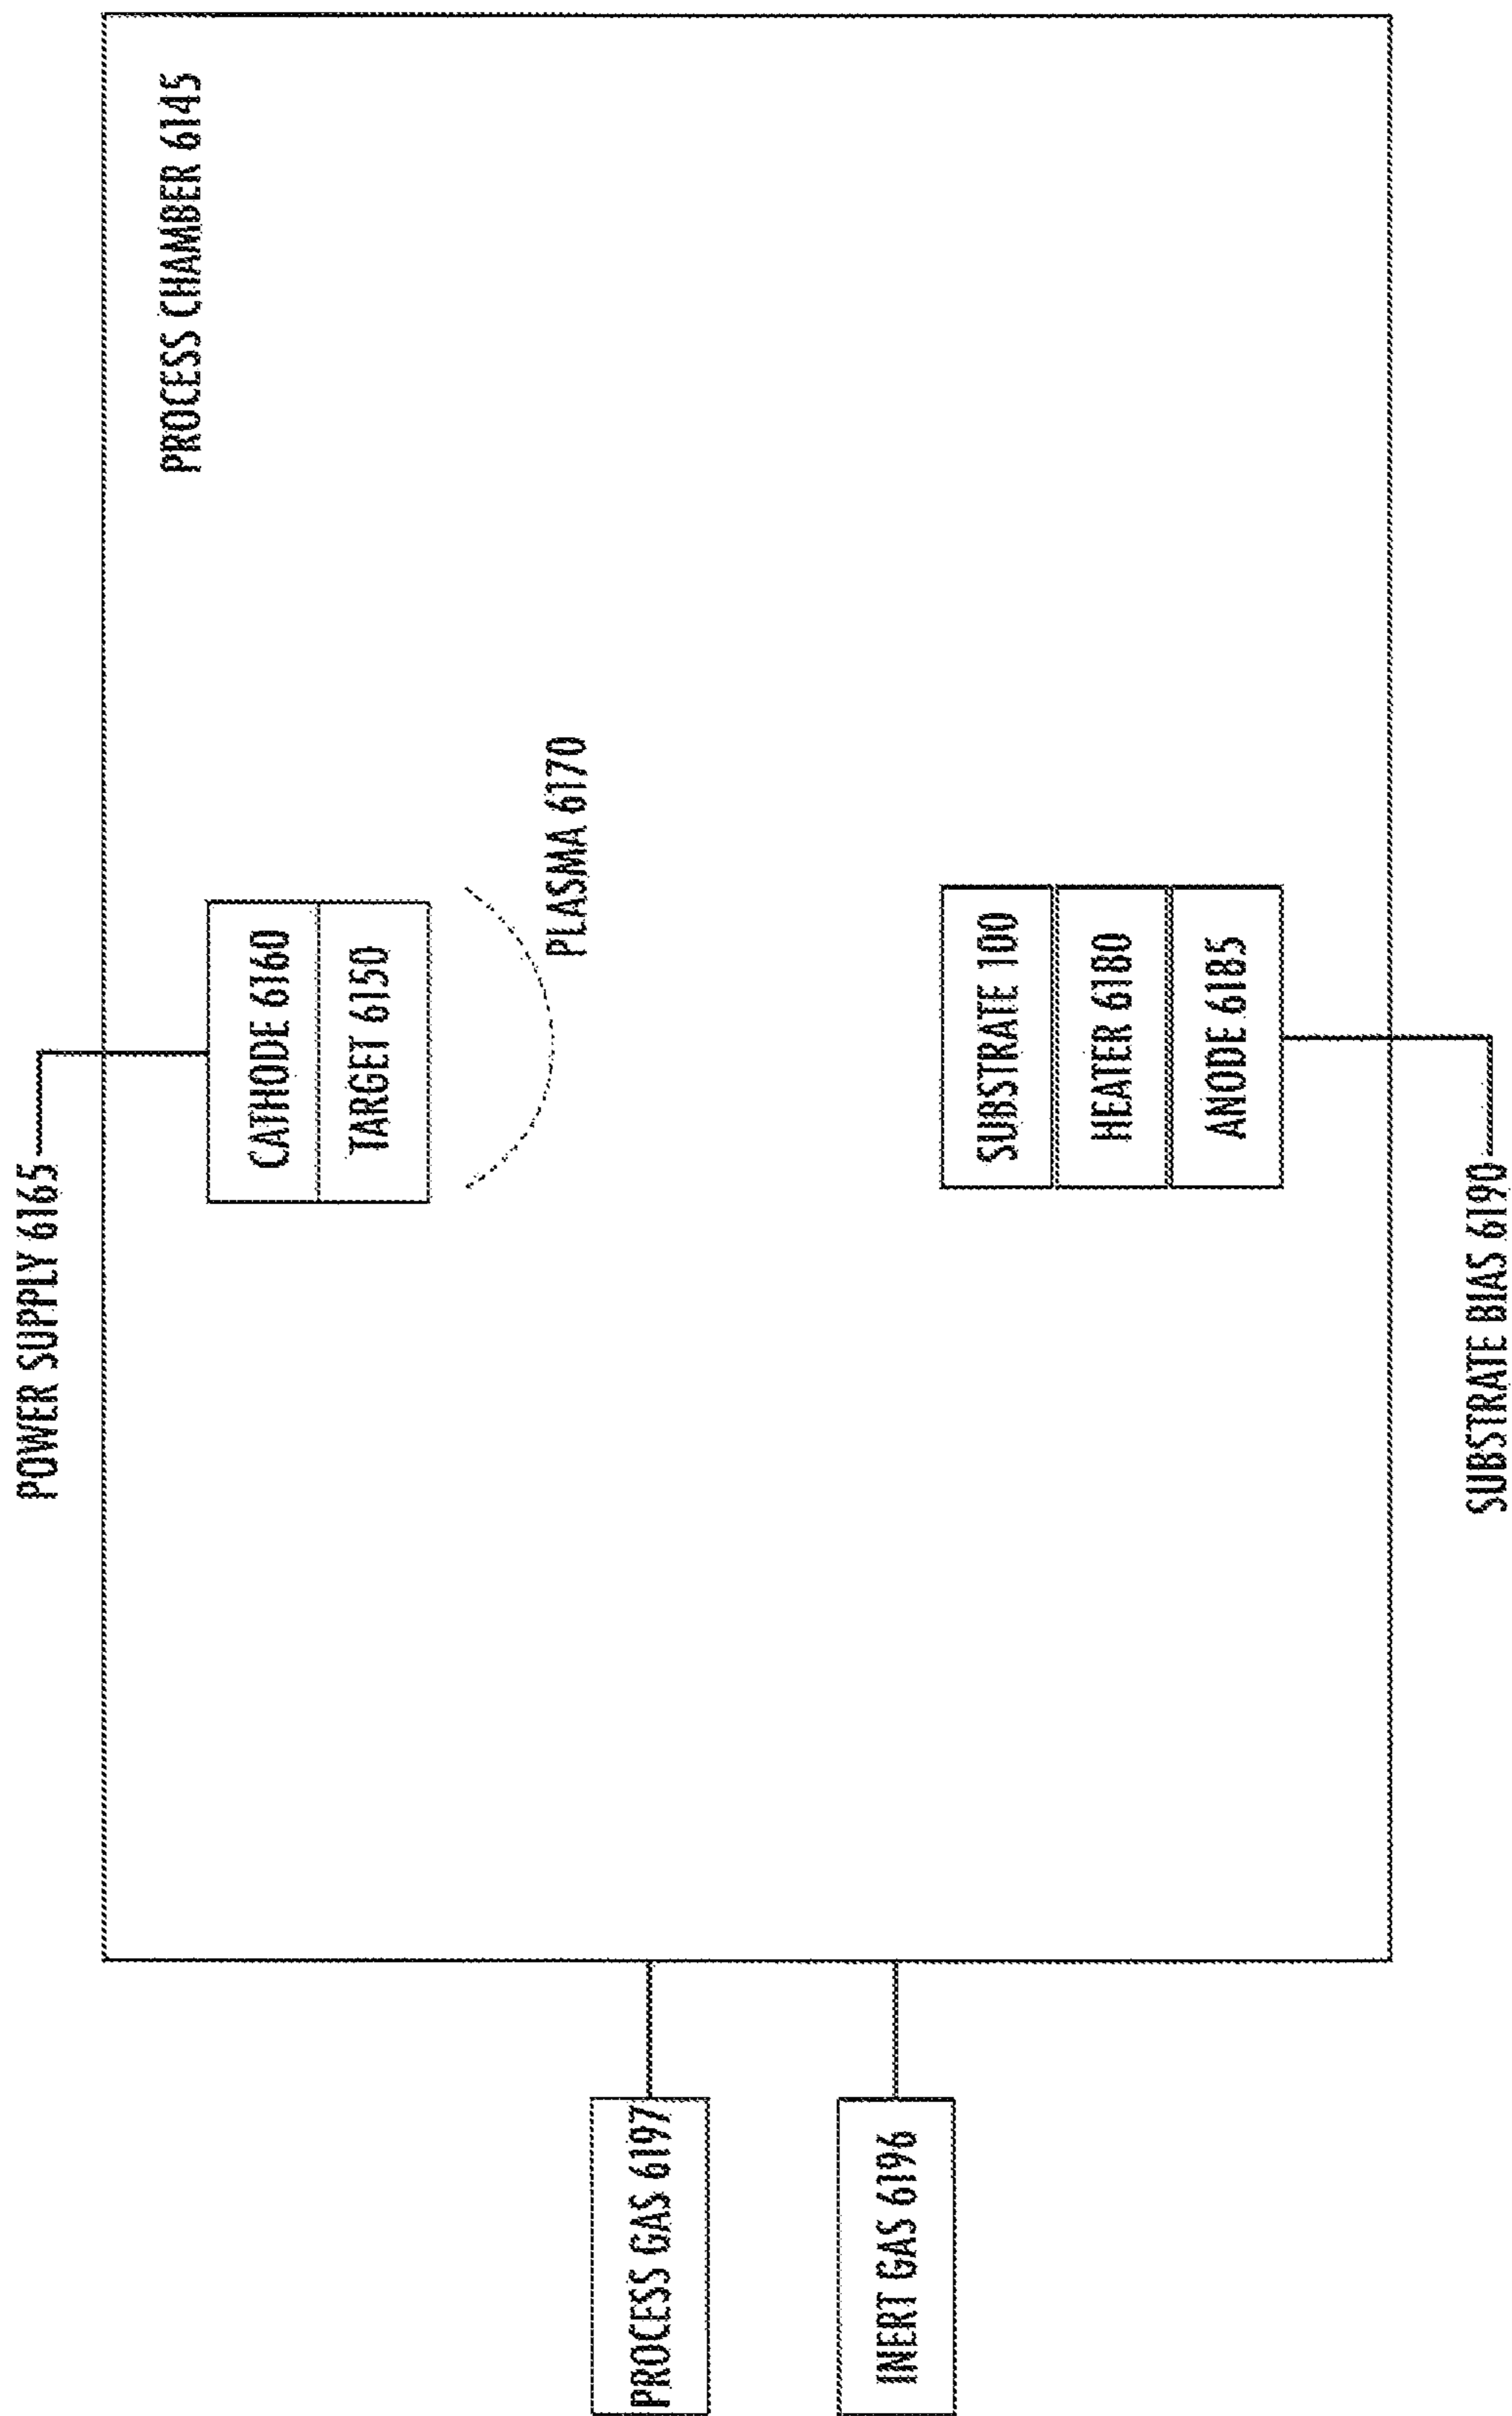 POWER SUPPLY 6165
PROCESS CHAMBER 6145
CATHODE 6160
TARGET 6150
PLASMA 6170
PROCESS GAS 6197
INERT GAS 6196
SUBSTRATE 100
HEATER 6180
ANODE 6185
SUBSTRATE BIAS 6190